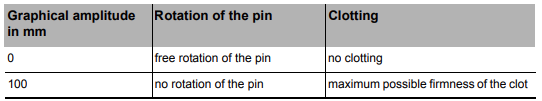 Graphical amplitude in mm Rotation of the pin Clotting
0 free rotation of the pin no clotting
100 no rotation of the pin maximum possible firmness of the clot